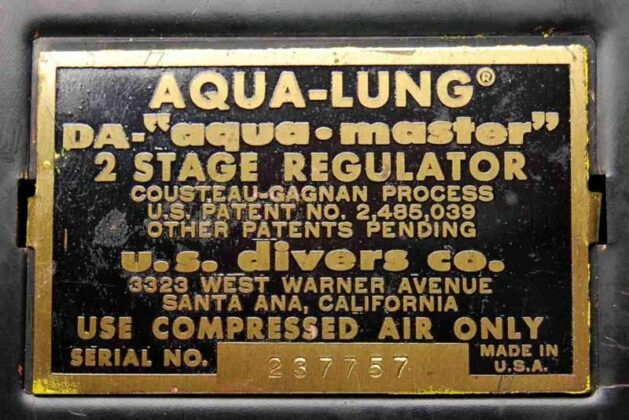 AQUA-LUNG®
DA-"aqua•master"
2 STAGE REGULATOR
COUSTEAU-GAGNAN PROCESS
U.S. PATENT NO. 2,485,039
OTHER PATENTS PENDING
u.s. divers co.
3323 WEST WARNER AVENUE
SANTA ANA, CALIFORNIA
USE COMPRESSED AIR ONLY
SERIAL NO. 237757 MADE IN
U.S.A.